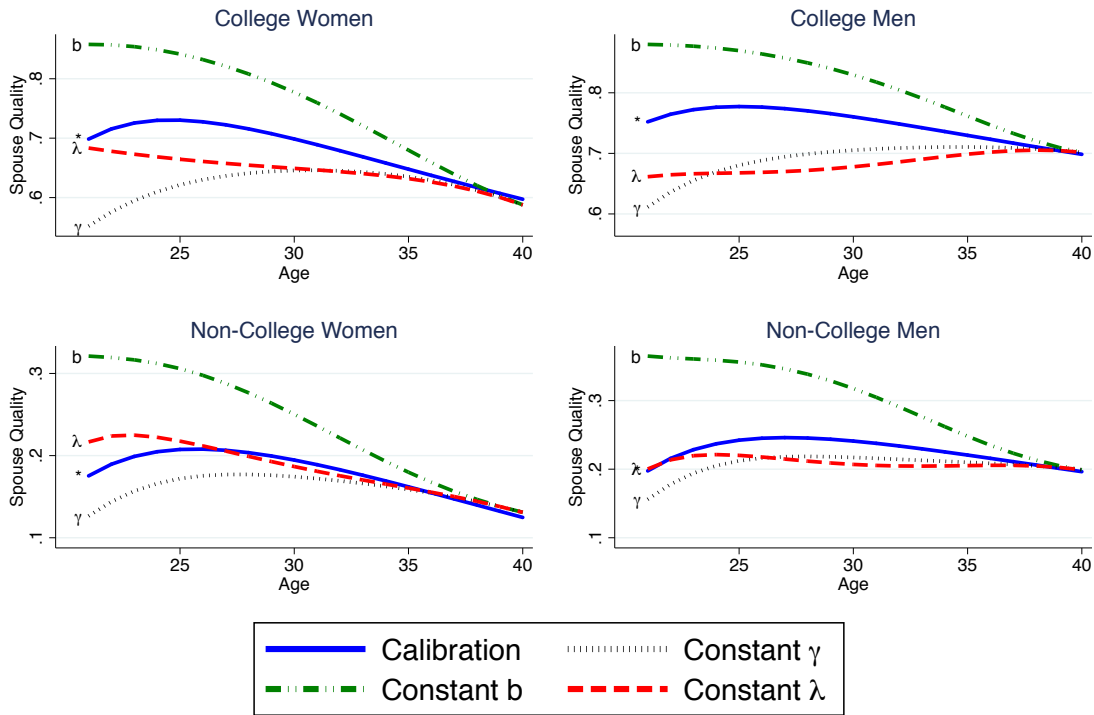 College Women
Spouse Quality
.6 .7 .8
b
*
λ
γ
25 30 35 40
Age
College Men
Spouse Quality
.6 .7 .8 .9
b
*
λ
γ
25 30 35 40
Age
Non-College Women
Spouse Quality
.1 .2 .3
b
λ
*
γ
25 30 35 40
Age
Non-College Men
Spouse Quality
.1 .2 .3
b
λ
*
γ
25 30 35 40
Age
Calibration
Constant γ
Constant b
Constant λ